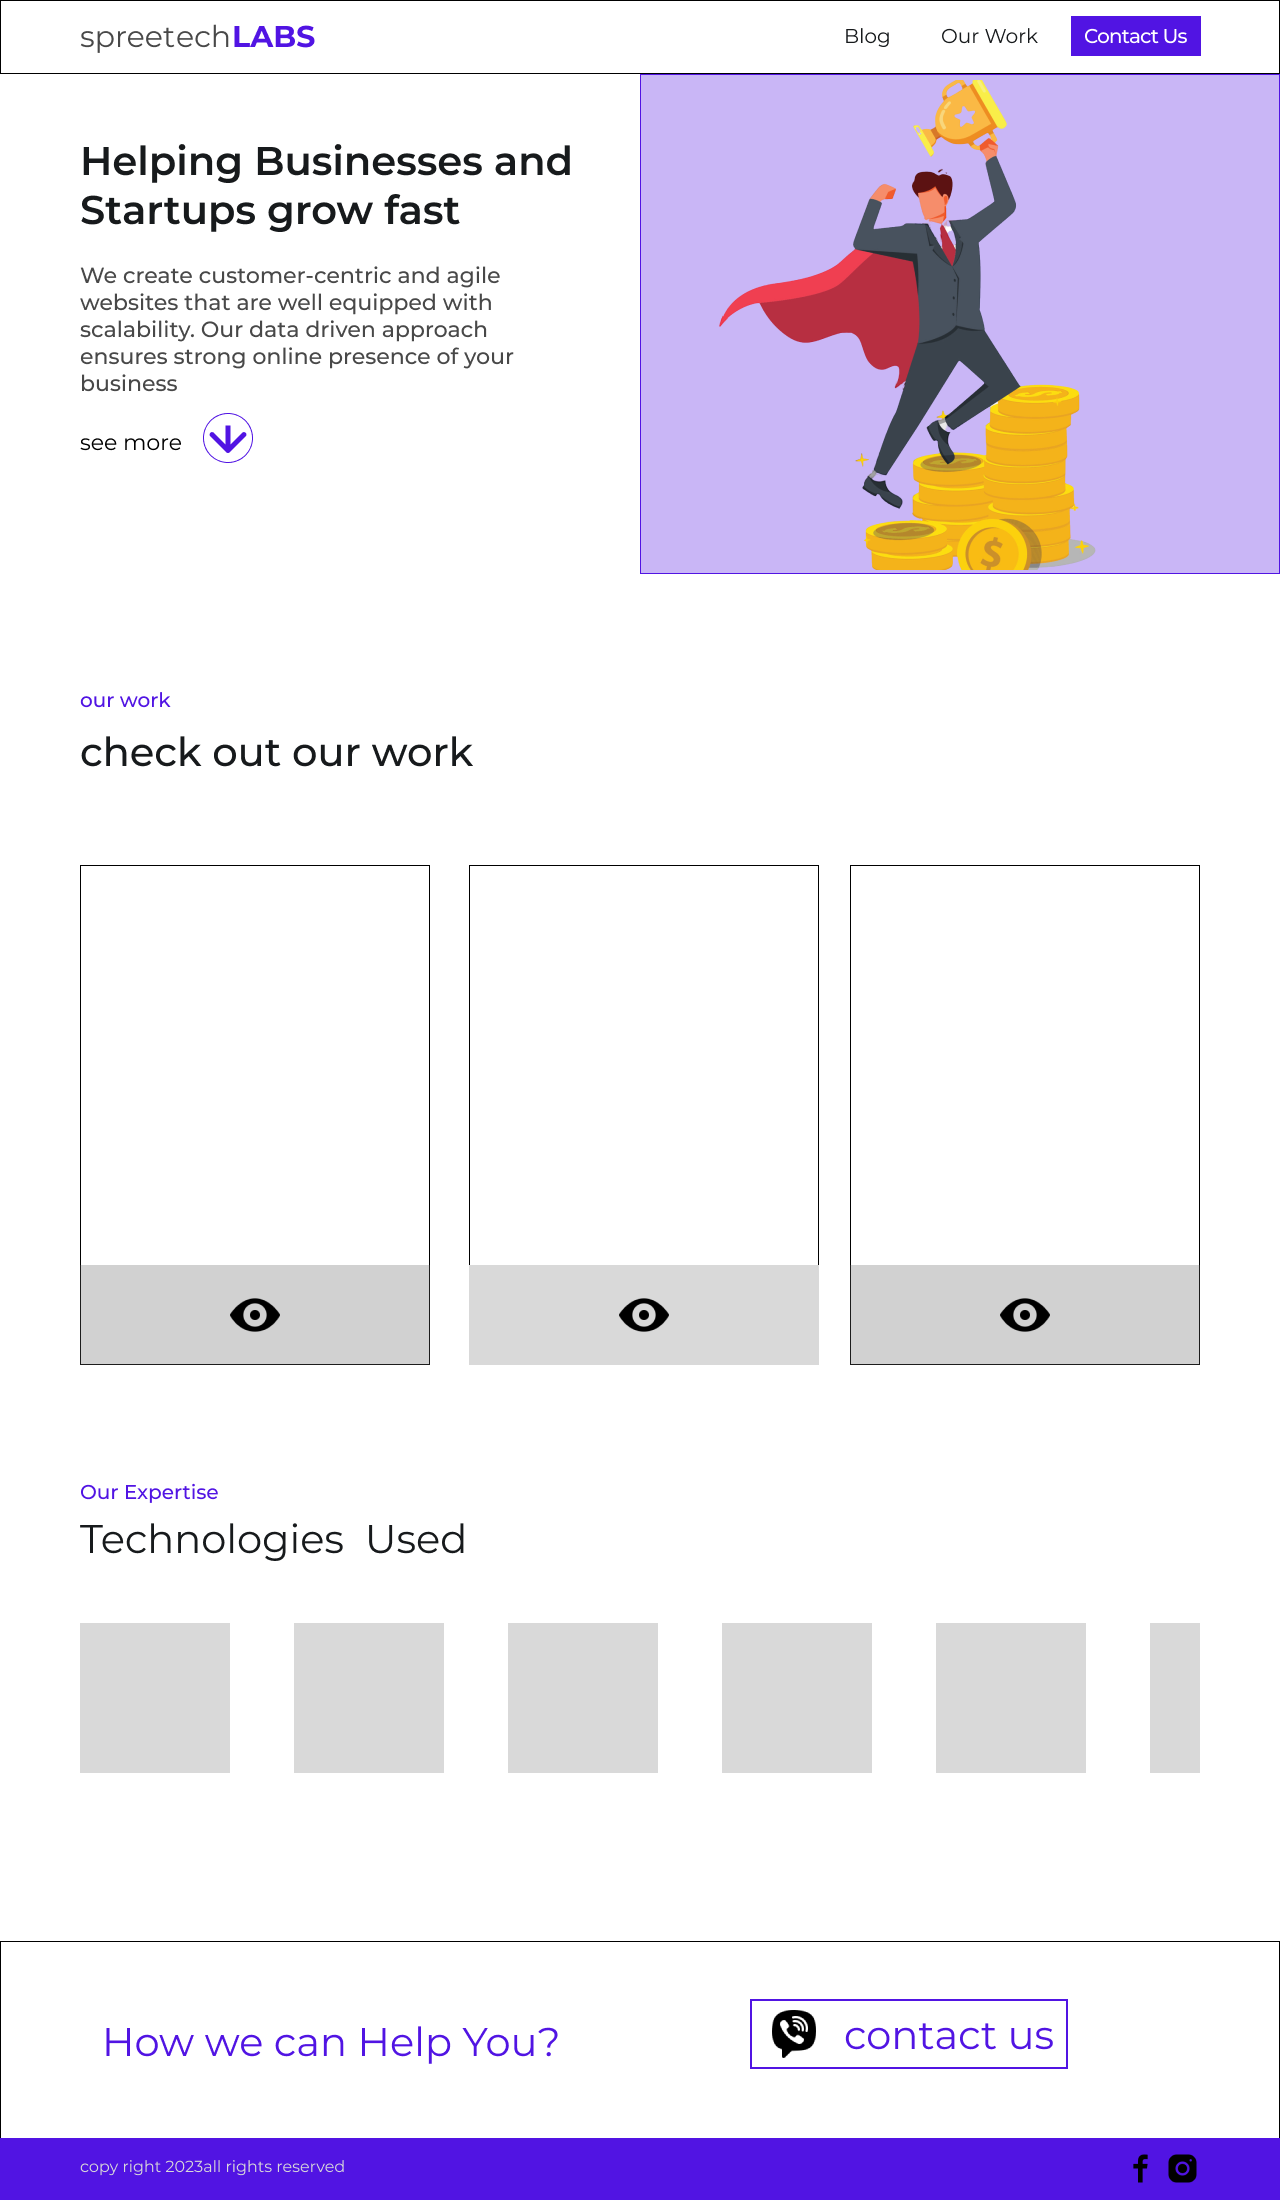 spreetechLABS
Blog
Our Work
Contact Us
Helping Businesses and
Startups grow fast
We create customer-centric and agile
websites that are well equipped with
scalability. Our data driven approach
ensures strong online presence of your
business
see more
$
our work
check out our work
Our Expertise
Technologies  Used
How we can Help You?
contact us
copy right 2023all rights reserved